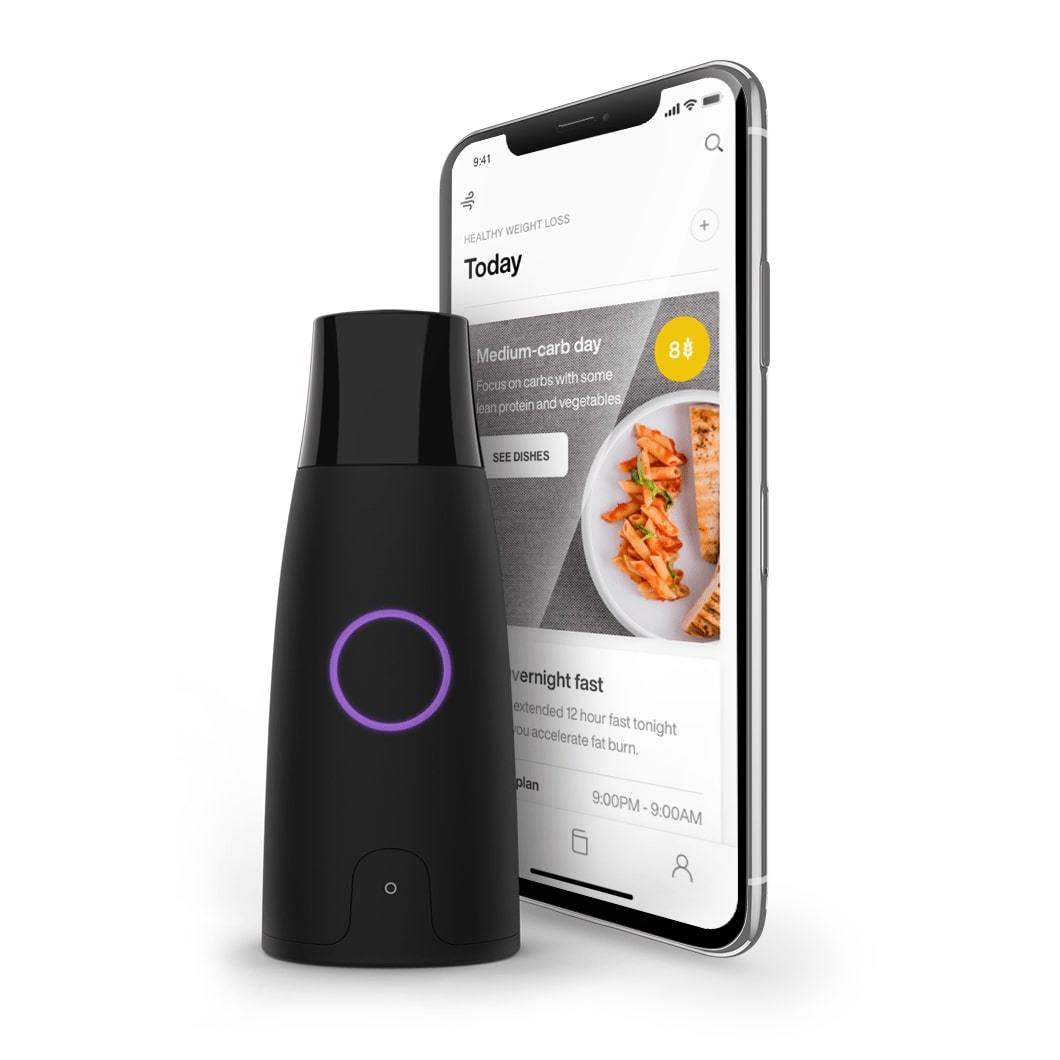 9:41
HEALTHY WEIGHT LOSS
Today
Medium-carb day
8
Focus on carbs with some
lean protein and vegetables.
SEE DISHES
vernight fast
extended 12 hour fast tonight
you accelerate fat burn.
plan
9:00PM - 9:00AM